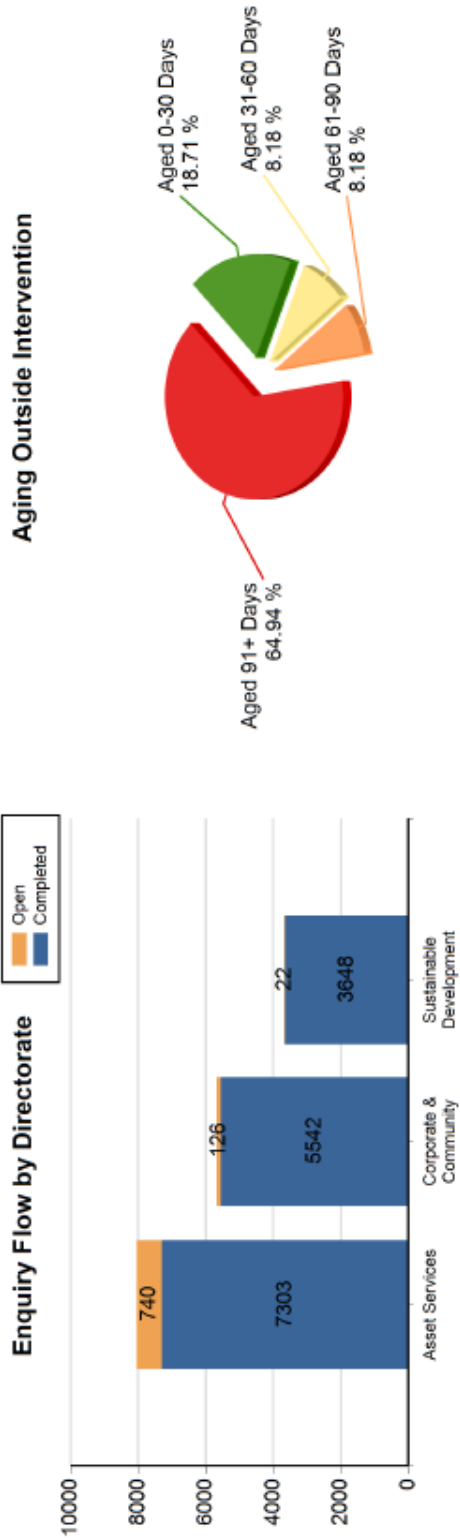 Enquiry Flow by Directorate
Open
Completed
10000
8000
6000
4000
2000
0
740
7303
126
5542
22
3648
Asset Services
Corporate &
Community
Sustainable
Development
Aging Outside Intervention
Aged 0-30 Days
18.71 %
Aged 31-60 Days
8.18 %
Aged 61-90 Days
8.18 %
Aged 91+ Days
64.94 %